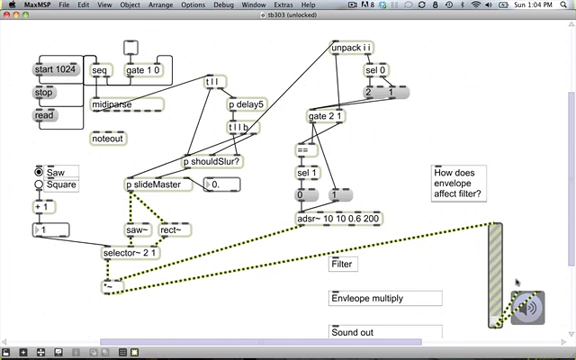 MaxMSP File Edit View Object Arrange Options Debug Extras Window Help
8 Sun 1:04 PM
tb303 (unlocked)
unpack i i
start 1024 seq gate 1 0
sel 0
t l l
stop
2 1
midiparse
p delay5
read
gate 2 1
t l l b
noteout
==
p shouldSlur?
Saw
sel 1
How does
envelope
affect filter?
Square
p slideMaster 0.
0 1
+ 1
adsr~ 10 10 0.6 200
1
saw~ rect~
selector~ 2 1
Filter
*~
Envleope multiply
Sound out